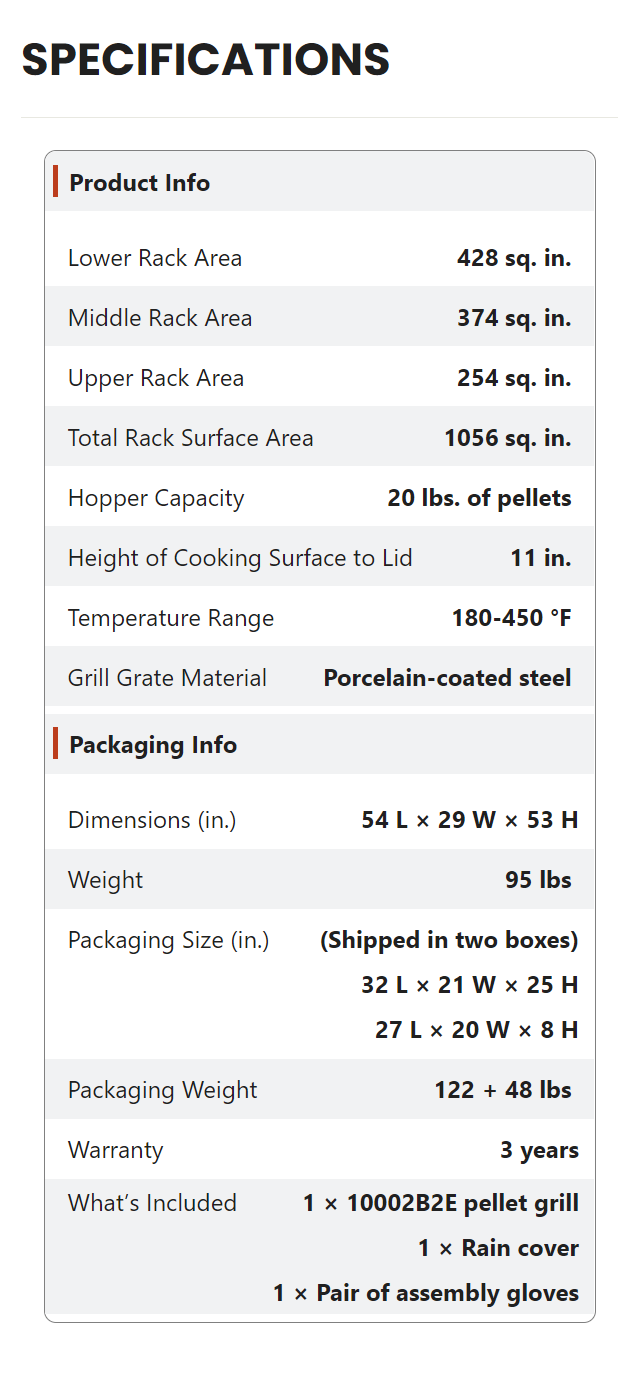 SPECIFICATIONS
Product Info
Lower Rack Area 428 sq. in.
Middle Rack Area 374 sq. in.
Upper Rack Area 254 sq. in.
Total Rack Surface Area 1056 sq. in.
Hopper Capacity 20 lbs. of pellets
Height of Cooking Surface to Lid 11 in.
Temperature Range 180-450 °F
Grill Grate Material Porcelain-coated steel
Packaging Info
Dimensions (in.) 54 L × 29 W × 53 H
Weight 95 lbs
Packaging Size (in.) (Shipped in two boxes)
32 L × 21 W × 25 H
27 L × 20 W × 8 H
Packaging Weight 122 + 48 lbs
Warranty 3 years
What’s Included 1 × 10002B2E pellet grill
1 × Rain cover
1 × Pair of assembly gloves